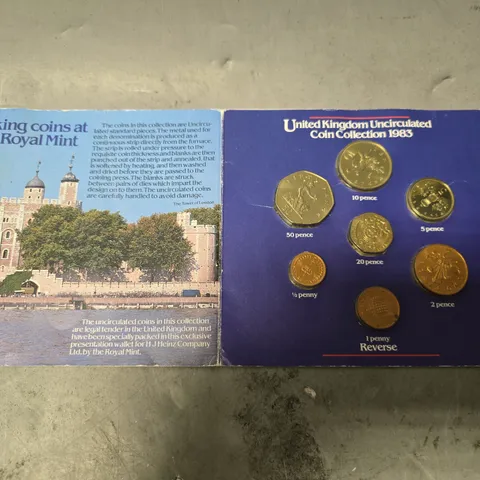 king coins at
Royal Mint
The coins in this collection are Uncircu-
lated standard pieces. The metal used for
each denomination is produced as a
continuous strip directly from the furnace.
The strip is rolled under pressure to the
requisite coin thickness and blanks are then
punched out of the strip and annealed, that
is softened by heating, and then washed
and dried before they are passed to the
coining press. The blanks are struck
between pairs of dies which impart the
design on to them. The uncirculated coins
are carefully handled to avoid damage.
The Tower of London
The uncirculated coins in this collection
are legal tender in the United Kingdom and
have been specially packed in this exclusive
presentation wallet for H J Heinz Company
Ltd. by the Royal Mint.
United Kingdom Uncirculated
Coin Collection 1983
10 pence
50 pence
5 pence
20 pence
½ penny
2 pence
1 penny
Reverse